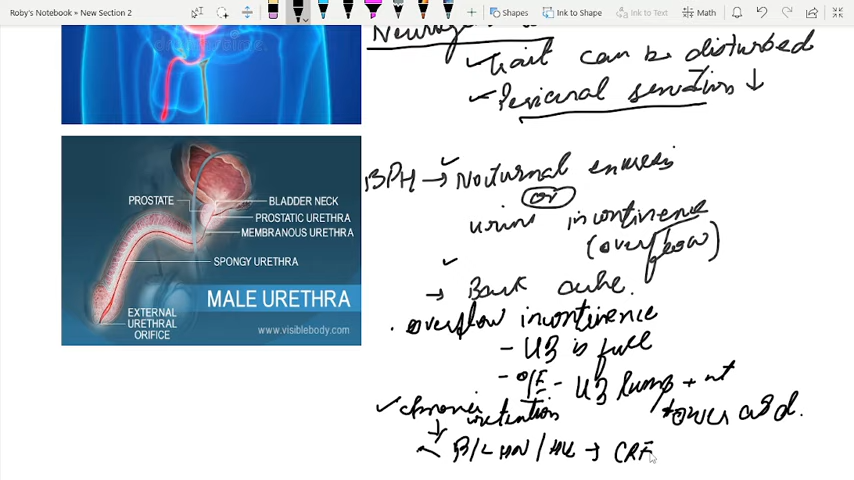 Roby's Notebook » New Section 2
Shapes
Ink to Shape
Ink to Text
Math
Gait can be disturbed
Perianal sensation ↓
BPH → Nocturnal enuresis
or
urine incontinence
(overflow)
PROSTATE
BLADDER NECK
PROSTATIC URETHRA
MEMBRANOUS URETHRA
SPONGY URETHRA
EXTERNAL
URETHRAL
ORIFICE
MALE URETHRA
www.visiblebody.com
→ Back ache.
. overflow incontinence
- UB is full
- O/E - UB lump + nt
chronic retention
lower abd.
B/L HN / HU → CRF